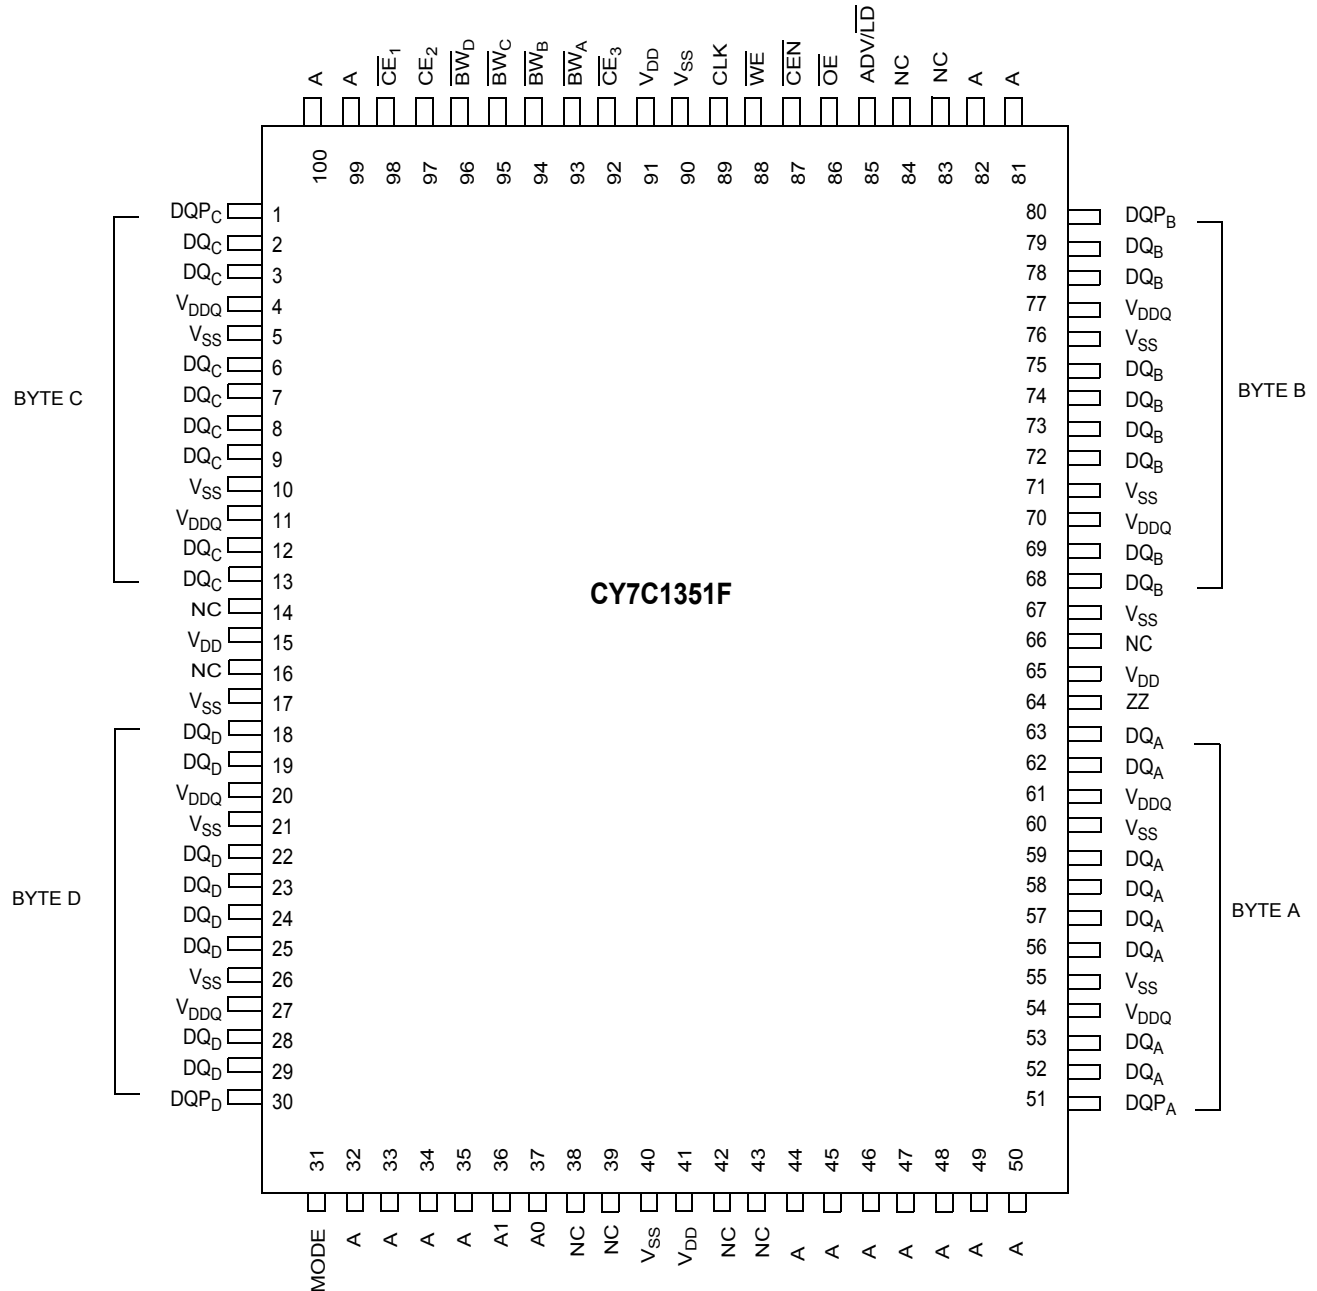 A A CE1 CE2 BWD BWC BWB BWA CE3 VDD VSS CLK WE CEN OE ADV/LD NC NC A A
100 99 98 97 96 95 94 93 92 91 90 89 88 87 86 85 84 83 82 81
DQPC 1 80 DQPB
DQC 2 79 DQB
DQC 3 78 DQB
VDDQ 4 77 VDDQ
VSS 5 76 VSS
DQC 6 75 DQB
DQC 7 74 DQB
BYTE C
BYTE B
DQC 8 73 DQB
DQC 9 72 DQB
VSS 10 71 VSS
VDDQ 11 70 VDDQ
DQC 12 69 DQB
DQC 13 68 DQB
CY7C1351F
NC 14 67 VSS
VDD 15 66 NC
NC 16 65 VDD
VSS 17 64 ZZ
DQD 18 63 DQA
DQD 19 62 DQA
VDDQ 20 61 VDDQ
VSS 21 60 VSS
DQD 22 59 DQA
DQD 23 58 DQA
BYTE D
BYTE A
DQD 24 57 DQA
DQD 25 56 DQA
VSS 26 55 VSS
VDDQ 27 54 VDDQ
DQD 28 53 DQA
DQD 29 52 DQA
DQPD 30 51 DQPA
31 32 33 34 35 36 37 38 39 40 41 42 43 44 45 46 47 48 49 50
MODE A A A A A1 A0 NC NC VSS VDD NC NC A A A A A A A